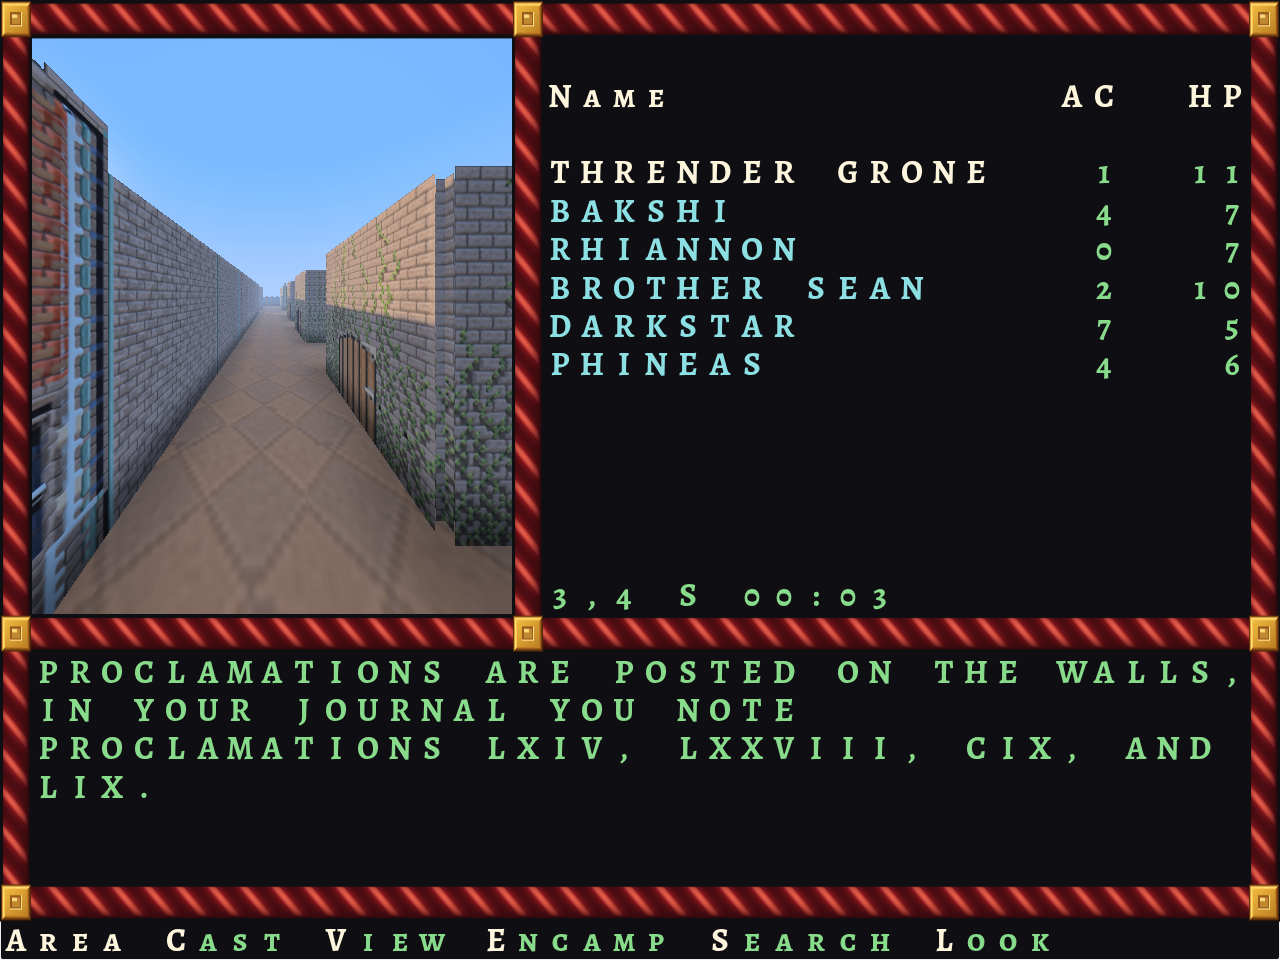 Name AC HP
THRENDER GRONE 1 11
BAKSHI 4 7
RHIANNON 0 7
BROTHER SEAN 2 10
DARKSTAR 7 5
PHINEAS 4 6
3,4 S 00:03
PROCLAMATIONS ARE POSTED ON THE WALLS,
IN YOUR JOURNAL YOU NOTE
PROCLAMATIONS LXIV, LXXVIII, CIX, AND
LIX.
Area Cast View Encamp Search Look